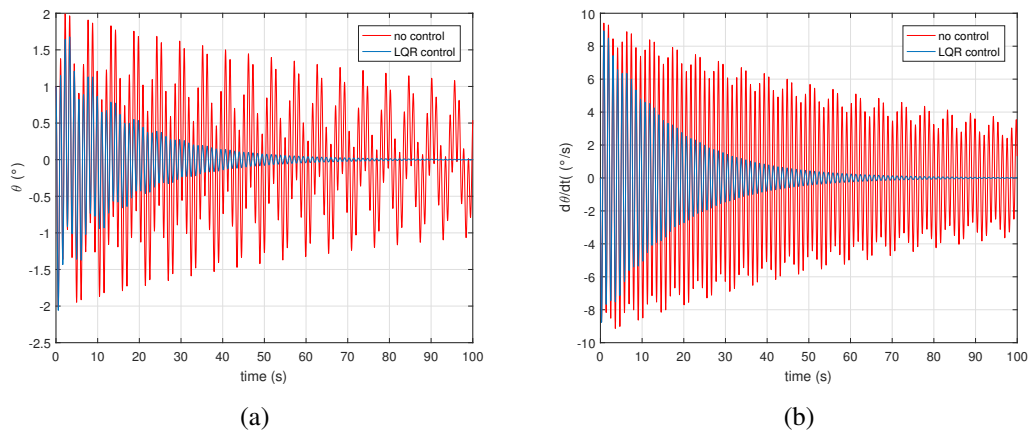 2
1.5
1
0.5
0
-0.5
-1
-1.5
-2
-2.5
θ (°)
0 10 20 30 40 50 60 70 80 90 100
time (s)
no control
LQR control
(a)
10
8
6
4
2
0
-2
-4
-6
-8
-10
dθ/dt( (°/s)
0 10 20 30 40 50 60 70 80 90 100
time (s)
no control
LQR control
(b)